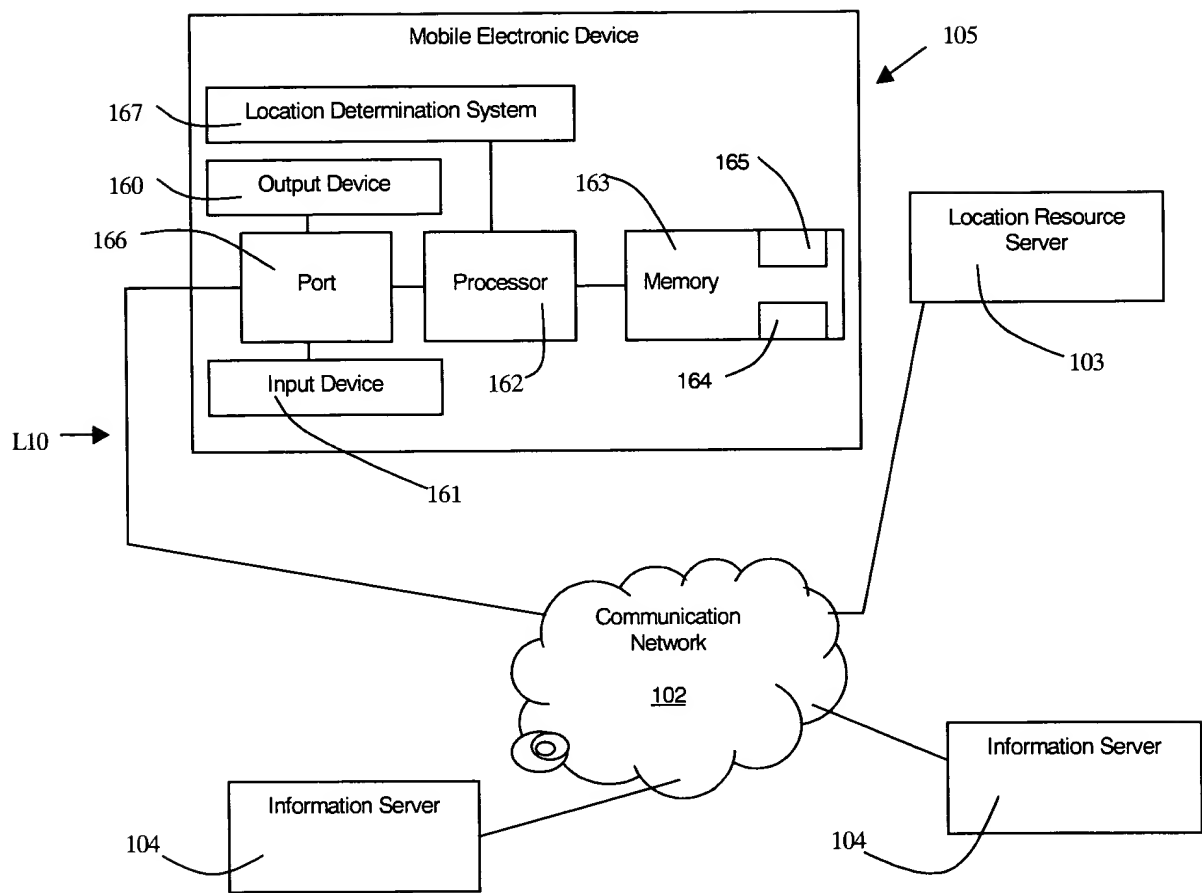 Mobile Electronic Device
105
167
Location Determination System
160
Output Device
163
165
166
Port
Processor
Memory
Location Resource
Server
Input Device
162
164
103
L10
161
Communication
Network
102
Information Server
Information Server
104
104